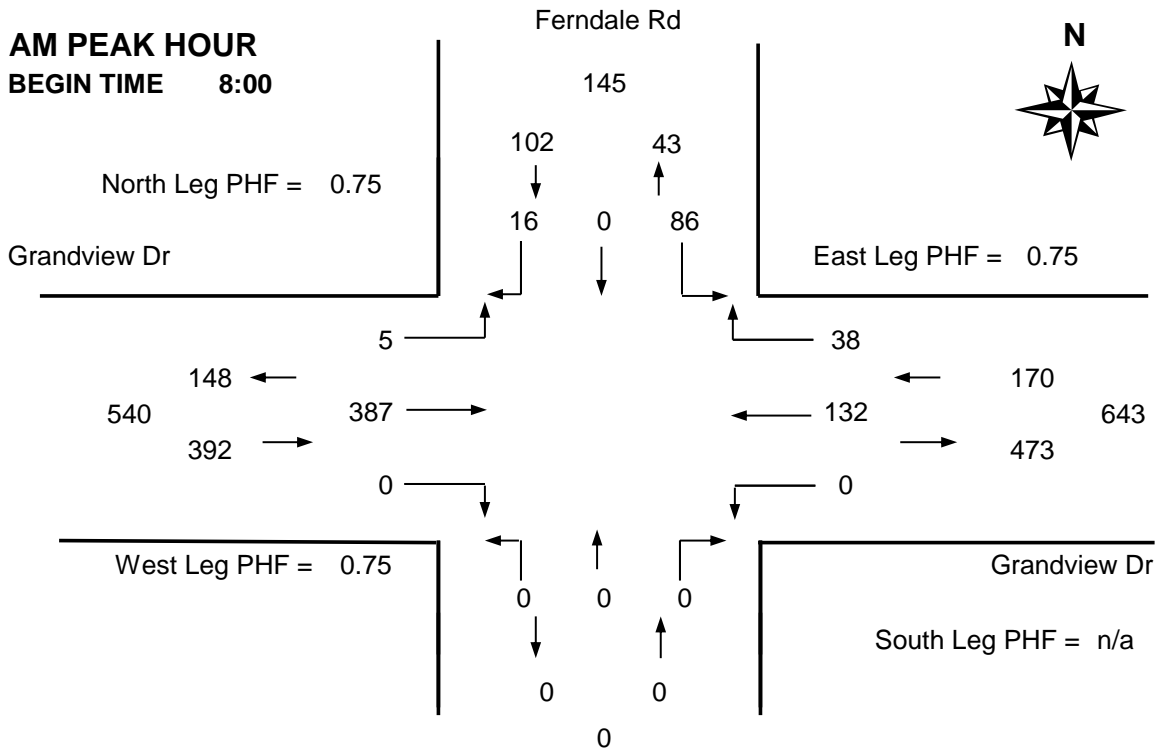 Ferndale Rd
AM PEAK HOUR
N
BEGIN TIME 8:00
145
102 43
North Leg PHF = 0.75
16 0 86
Grandview Dr
East Leg PHF = 0.75
5 38
148 170
540 387 132 643
392 473
0 0
West Leg PHF = 0.75
Grandview Dr
0 0 0
South Leg PHF = n/a
0 0
0